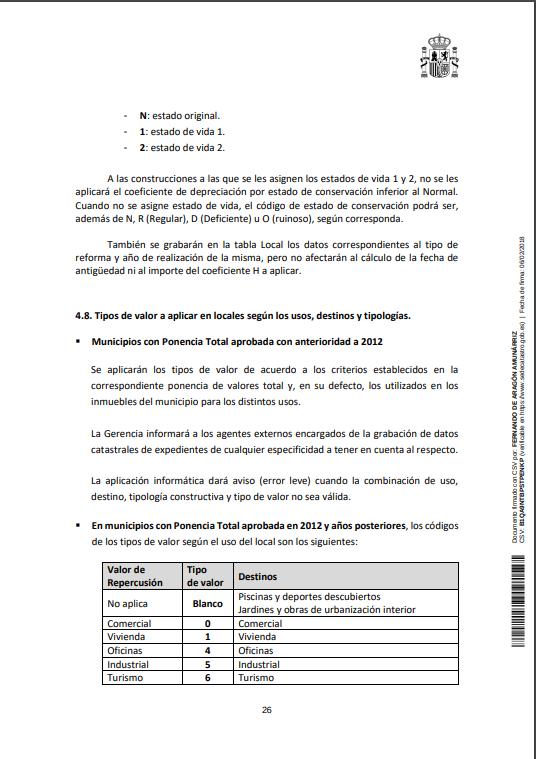 - N: estado original.
- 1: estado de vida 1.
- 2: estado de vida 2.
A las construcciones a las que se les asignen los estados de vida 1 y 2, no se les
aplicará el coeficiente de depreciación por estado de conservación inferior al Normal.
Cuando no se asigne estado de vida, el código de estado de conservación podrá ser,
además de N, R (Regular), D (Deficiente) u O (ruinoso), según corresponda.
También se grabarán en la tabla Local los datos correspondientes al tipo de
reforma y año de realización de la misma, pero no afectarán al cálculo de la fecha de
antigüedad ni al importe del coeficiente H a aplicar.
4.8. Tipos de valor a aplicar en locales según los usos, destinos y tipologías.
▪ Municipios con Ponencia Total aprobada con anterioridad a 2012
Se aplicarán los tipos de valor de acuerdo a los criterios establecidos en la
correspondiente ponencia de valores total y, en su defecto, los utilizados en los
inmuebles del municipio para los distintos usos.
La Gerencia informará a los agentes externos encargados de la grabación de datos
catastrales de expedientes de cualquier especificidad a tener en cuenta al respecto.
La aplicación informática dará aviso (error leve) cuando la combinación de uso,
destino, tipología constructiva y tipo de valor no sea válida.
▪ En municipios con Ponencia Total aprobada en 2012 y años posteriores, los códigos
de los tipos de valor según el uso del local son los siguientes:
Valor de Repercusión | Tipo de valor | Destinos
No aplica | Blanco | Piscinas y deportes descubiertos
Jardines y obras de urbanización interior
Comercial | 0 | Comercial
Vivienda | 1 | Vivienda
Oficinas | 4 | Oficinas
Industrial | 5 | Industrial
Turismo | 6 | Turismo
26
Documento firmado con CSV por: FERNANDO DE ARAGÓN AMUNÁRRIZ
(verificable en https://www.sedecatastro.gob.es) | Fecha de firma: 06/02/2018